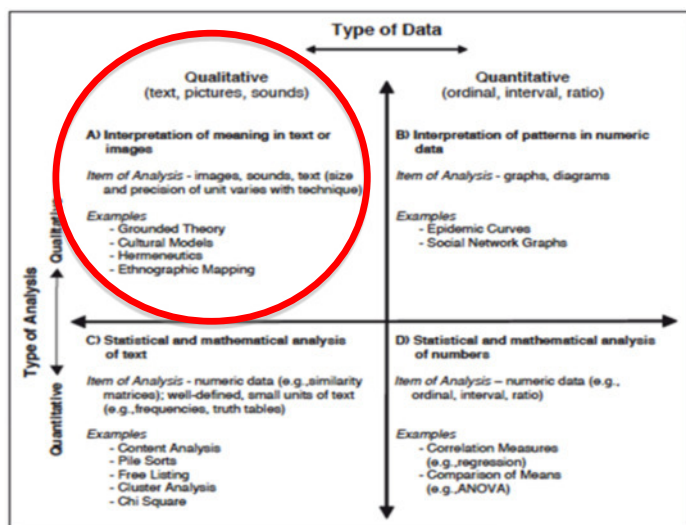 Type of Data
Qualitative
(text, pictures, sounds)
Quantitative
(ordinal, interval, ratio)
A) Interpretation of meaning in text or
images
Item of Analysis - images, sounds, text (size
and precision of unit varies with technique)
Examples
- Grounded Theory
- Cultural Models
- Hermeneutics
- Ethnographic Mapping
B) Interpretation of patterns in numeric
data
Item of Analysis - graphs, diagrams
Examples
- Epidemic Curves
- Social Network Graphs
Type of Analysis
Qualitative
Quantitative
C) Statistical and mathematical analysis
of text
Item of Analysis - numeric data (e.g.,similarity
matrices); well-defined, small units of text
(e.g.,frequencies, truth tables)
Examples
- Content Analysis
- Pile Sorts
- Free Listing
- Cluster Analysis
- Chi Square
D) Statistical and mathematical analysis
of numbers
Item of Analysis – numeric data (e.g.,
ordinal, interval, ratio)
Examples
- Correlation Measures
(e.g.,regression)
- Comparison of Means
(e.g.,ANOVA)